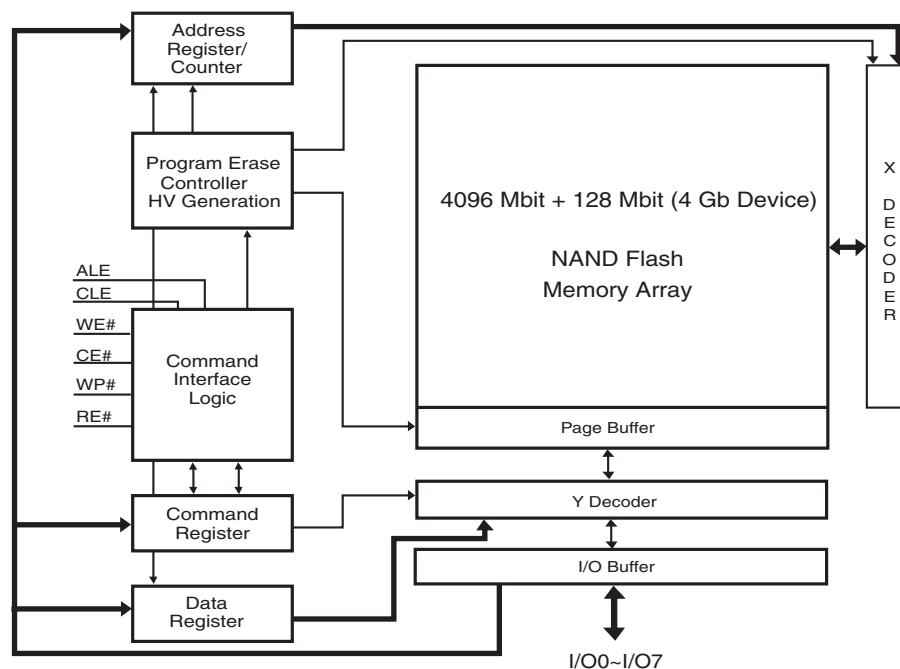 Address
Register/
Counter
Program Erase
Controller
HV Generation
ALE
CLE
WE#
CE#
WP#
RE#
Command
Interface
Logic
Command
Register
Data
Register
4096 Mbit + 128 Mbit (4 Gb Device)
NAND Flash
Memory Array
Page Buffer
Y Decoder
I/O Buffer
I/O0~I/O7
X
D
E
C
O
D
E
R